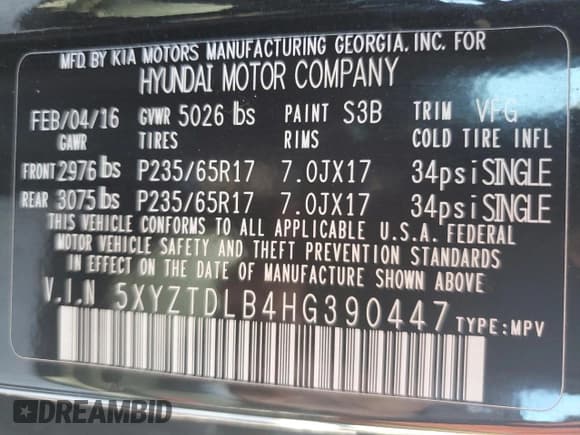 MFD. BY KIA MOTORS MANUFACTURING GEORGIA, INC. FOR
HYUNDAI MOTOR COMPANY
FEB/04/16 GVWR 5026 lbs PAINT S3B TRIM VFG
GAWR TIRES RIMS COLD TIRE INFL
FRONT 2976 lbs P235/65R17 7.0JX17 34psi SINGLE
REAR 3075 lbs P235/65R17 7.0JX17 34psi SINGLE
THIS VEHICLE CONFORMS TO ALL APPLICABLE U.S.A. FEDERAL
MOTOR VEHICLE SAFETY AND THEFT PREVENTION STANDARDS
IN EFFECT ON THE DATE OF MANUFACTURE SHOWN ABOVE
V.I.N 5XYZTDLB4HG390447 TYPE: MPV
DREAMBID